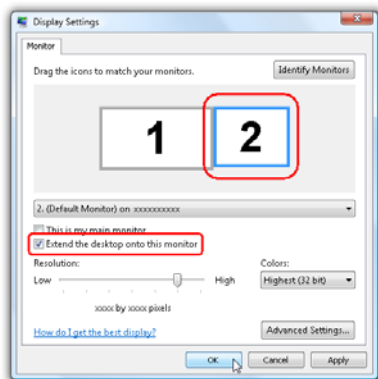 Display Settings
Monitor
Drag the icons to match your monitors.
Identify Monitors
1
2
2. (Default Monitor) on xxxxxxxxxx
This is my main monitor
Extend the desktop onto this monitor
Resolution:
Colors:
Low
High
Highest (32 bit)
xxxx by xxxx pixels
How do I get the best display?
Advanced Settings...
OK
Cancel
Apply